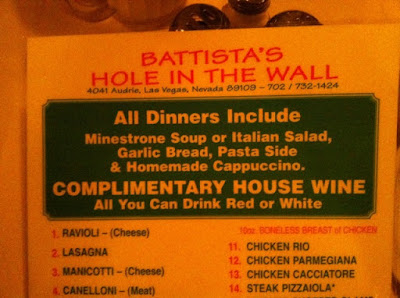 BATTISTA'S
HOLE IN THE WALL
4041 Audrie, Las Vegas, Nevada 89109 – 702 / 732-1424
All Dinners Include
Minestrone Soup or Italian Salad,
Garlic Bread, Pasta Side
& Homemade Cappuccino.
COMPLIMENTARY HOUSE WINE
All You Can Drink Red or White
1. RAVIOLI – (Cheese)
2. LASAGNA
3. MANICOTTI – (Cheese)
4. CANELLONI – (Meat)
10oz. BONELESS BREAST of CHICKEN
11. CHICKEN RIO
12. CHICKEN PARMEGIANA
13. CHICKEN CACCIATORE
14. STEAK PIZZAIOLA*